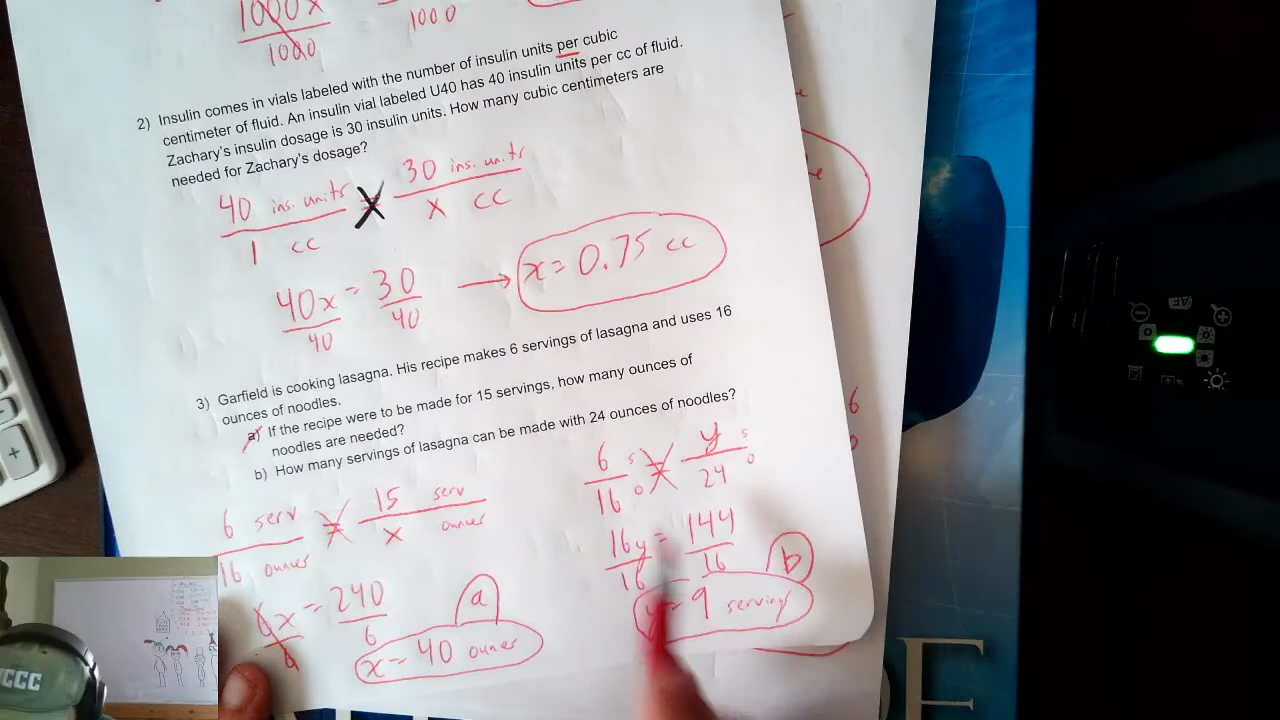 1000x
1000
1000
2) Insulin comes in vials labeled with the number of insulin units per cubic
centimeter of fluid. An insulin vial labeled U40 has 40 insulin units per cc of fluid.
Zachary's insulin dosage is 30 insulin units. How many cubic centimeters are
needed for Zachary's dosage?
40 ins. units = 30 ins. units
1 cc x cc
40x = 30 → x = 0.75 cc
40 40
3) Garfield is cooking lasagna. His recipe makes 6 servings of lasagna and uses 16
ounces of noodles.
a) If the recipe were to be made for 15 servings, how many ounces of
noodles are needed?
b) How many servings of lasagna can be made with 24 ounces of noodles?
6 serv = 15 serv
16 ounces x ounces
6x = 240
6 6
a
x = 40 ounces
6 s = y s
16 o 24 o
16y = 144
16 16
b
y = 9 servings
6
CCC
AF
+
E